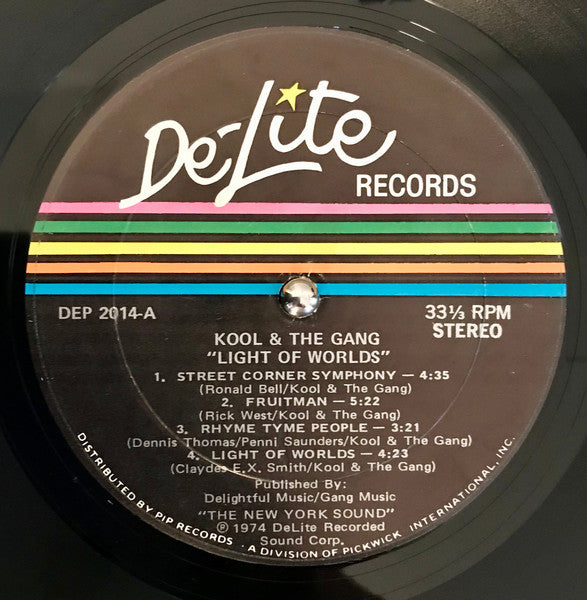 De-Lite
RECORDS
DEP 2014-A
33⅓ RPM
STEREO
KOOL & THE GANG
"LIGHT OF WORLDS"
1. STREET CORNER SYMPHONY — 4:35
(Ronald Bell/Kool & The Gang)
2. FRUITMAN — 5:22
(Rick West/Kool & The Gang)
3. RHYME TYME PEOPLE — 3:21
(Dennis Thomas/Penni Saunders/Kool & The Gang)
4. LIGHT OF WORLDS — 4:23
(Claydes E.X. Smith/Kool & The Gang)
Published By:
Delightful Music/Gang Music
"THE NEW YORK SOUND"
℗ 1974 DeLite Recorded
Sound Corp.
DISTRIBUTED BY PIP RECORDS · A DIVISION OF PICKWICK INTERNATIONAL, INC.